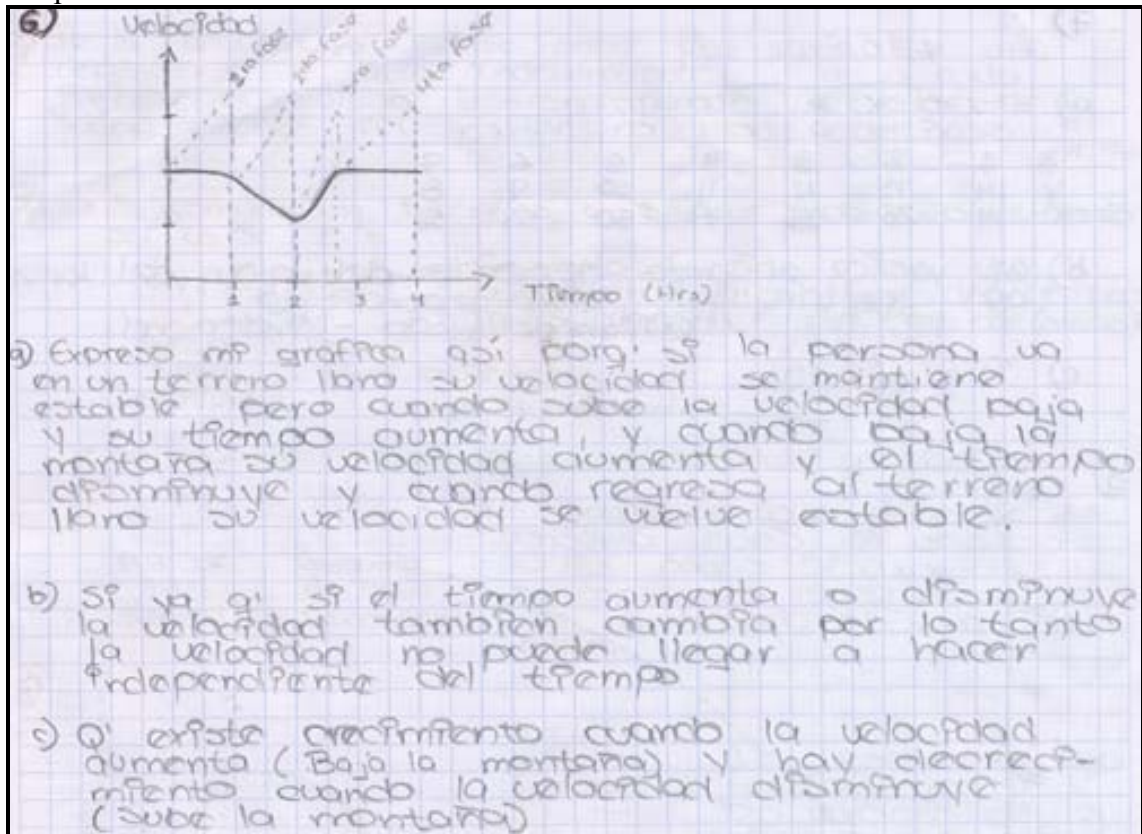 6) Velocidad
1ra fase 2da fase 3ra fase 4ta fase
1 2 3 4
Tiempo (Hrs)
a) Expreso mi grafica así porq' si la persona va
en un terreno llano su velocidad se mantiene
estable pero cuando sube la velocidad baja
y su tiempo aumenta, y cuando baja la
montaña su velocidad aumenta y el tiempo
disminuye y cuando regresa al terreno
llano su velocidad se vuelve estable.
b) Si ya q' si el tiempo aumenta o disminuye
la velocidad tambien cambia por lo tanto
la velocidad no puede llegar a hacer
independiente del tiempo
c) Q' existe crecimiento cuando la velocidad
aumenta (Baja la montaña) y hay decreci-
miento cuando la velocidad disminuye
(sube la montaña)